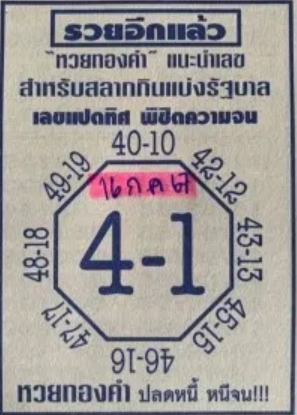 รวยอีกแล้ว
"หวยทองคำ" แนะนำเลข
สำหรับสลากกินแบ่งรัฐบาล
เลขแปดทิศ พิชิตความจน
40-10
49-19
42-12
16 ก ค 67
48-18
4-1
43-13
47-17
45-15
46-16
หวยทองคำ ปลดหนี้ หนีจน!!!